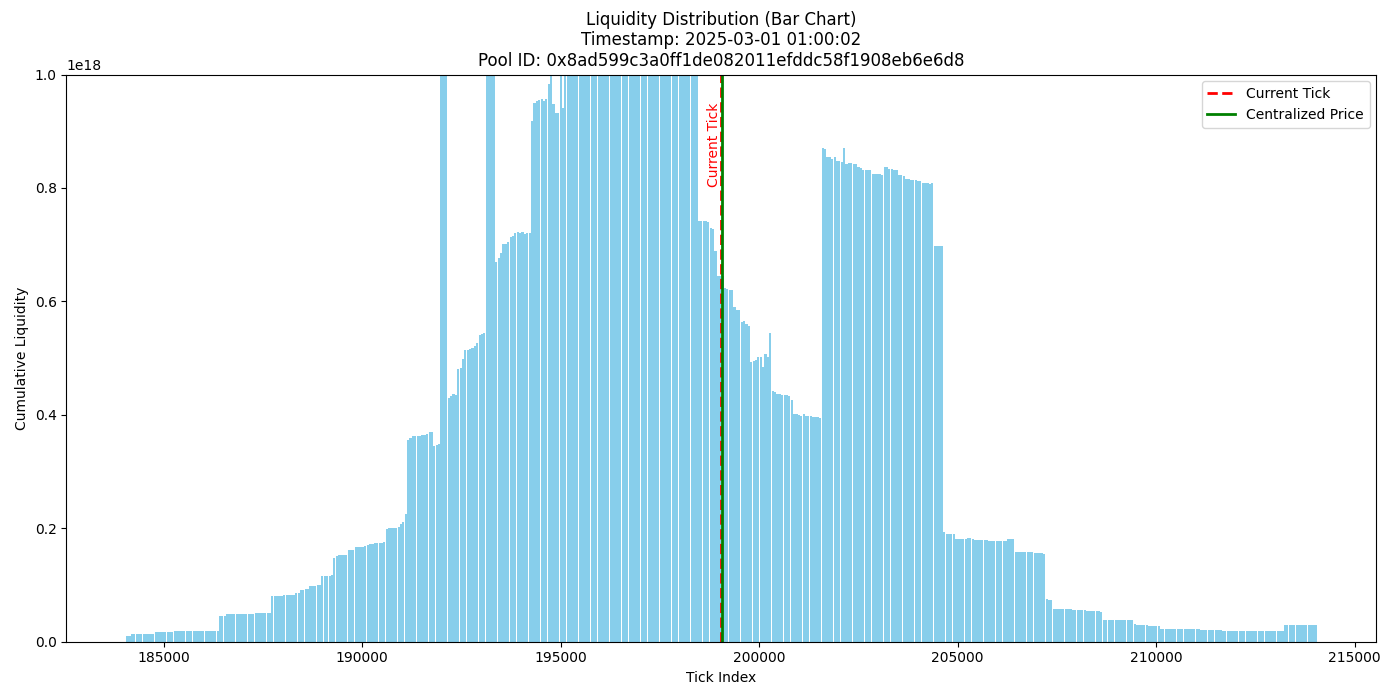 Liquidity Distribution (Bar Chart)
Timestamp: 2025-03-01 01:00:02
Pool ID: 0x8ad599c3a0ff1de082011efddc58f1908eb6e6d8
1e18
Current Tick
Centralized Price
Current Tick
Cumulative Liquidity
1.0
0.8
0.6
0.4
0.2
0.0
185000
190000
195000
200000
205000
210000
215000
Tick Index